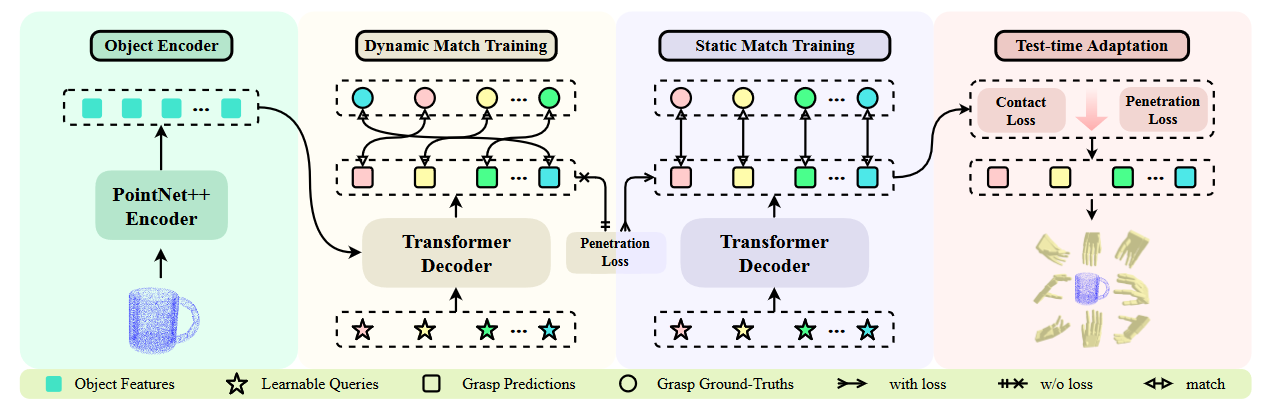 Object Encoder
...
PointNet++
Encoder
Dynamic Match Training
...
...
Transformer
Decoder
...
Penetration
Loss
Static Match Training
...
...
Transformer
Decoder
...
Test-time Adaptation
Contact
Loss
Penetration
Loss
...
Object Features
Learnable Queries
Grasp Predictions
Grasp Ground-Truths
with loss
w/o loss
match